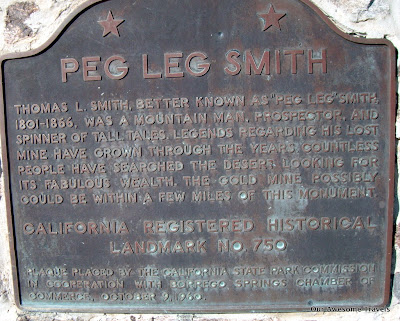 PEG LEG SMITH
THOMAS L. SMITH, BETTER KNOWN AS "PEG LEG" SMITH,
1801-1866, WAS A MOUNTAIN MAN, PROSPECTOR, AND
SPINNER OF TALL TALES. LEGENDS REGARDING HIS LOST
MINE HAVE GROWN THROUGH THE YEARS. COUNTLESS
PEOPLE HAVE SEARCHED THE DESERT LOOKING FOR
ITS FABULOUS WEALTH. THE GOLD MINE POSSIBLY
COULD BE WITHIN A FEW MILES OF THIS MONUMENT.
CALIFORNIA REGISTERED HISTORICAL
LANDMARK NO. 750
PLAQUE PLACED BY THE CALIFORNIA STATE PARK COMMISSION
IN COOPERATION WITH BORREGO SPRINGS CHAMBER OF
COMMERCE, OCTOBER 9, 1960.
Our Awesome Travels